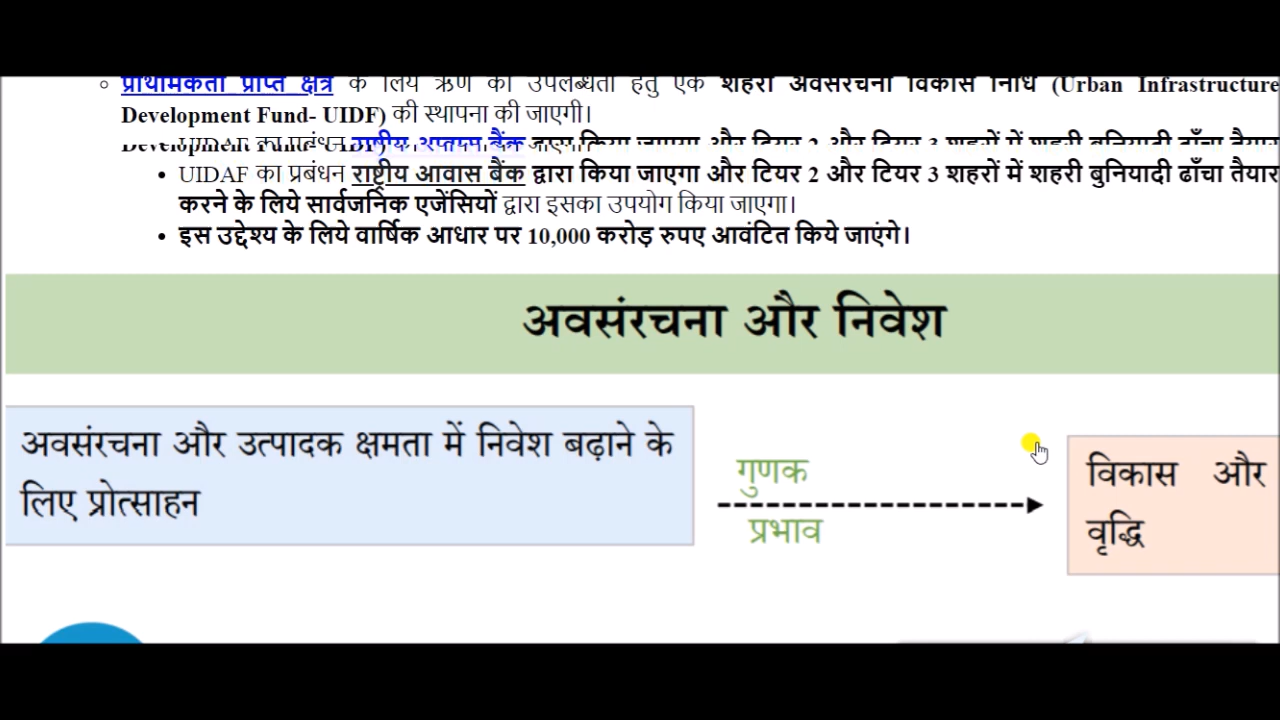 प्राथमिकता प्राप्त क्षेत्र के लिये ऋण की उपलब्धता हेतु एक शहरी अवसंरचना विकास निधि (Urban Infrastructure
Development Fund- UIDF) की स्थापना की जाएगी।
UIDAF का प्रबंधन राष्ट्रीय आवास बैंक द्वारा किया जाएगा और टियर 2 और टियर 3 शहरों में शहरी बुनियादी ढाँचा तैयार
करने के लिये सार्वजनिक एजेंसियों द्वारा इसका उपयोग किया जाएगा।
इस उद्देश्य के लिये वार्षिक आधार पर 10,000 करोड़ रुपए आवंटित किये जाएंगे।
अवसंरचना और निवेश
अवसंरचना और उत्पादक क्षमता में निवेश बढ़ाने के
लिए प्रोत्साहन
गुणक
प्रभाव
विकास और
वृद्धि